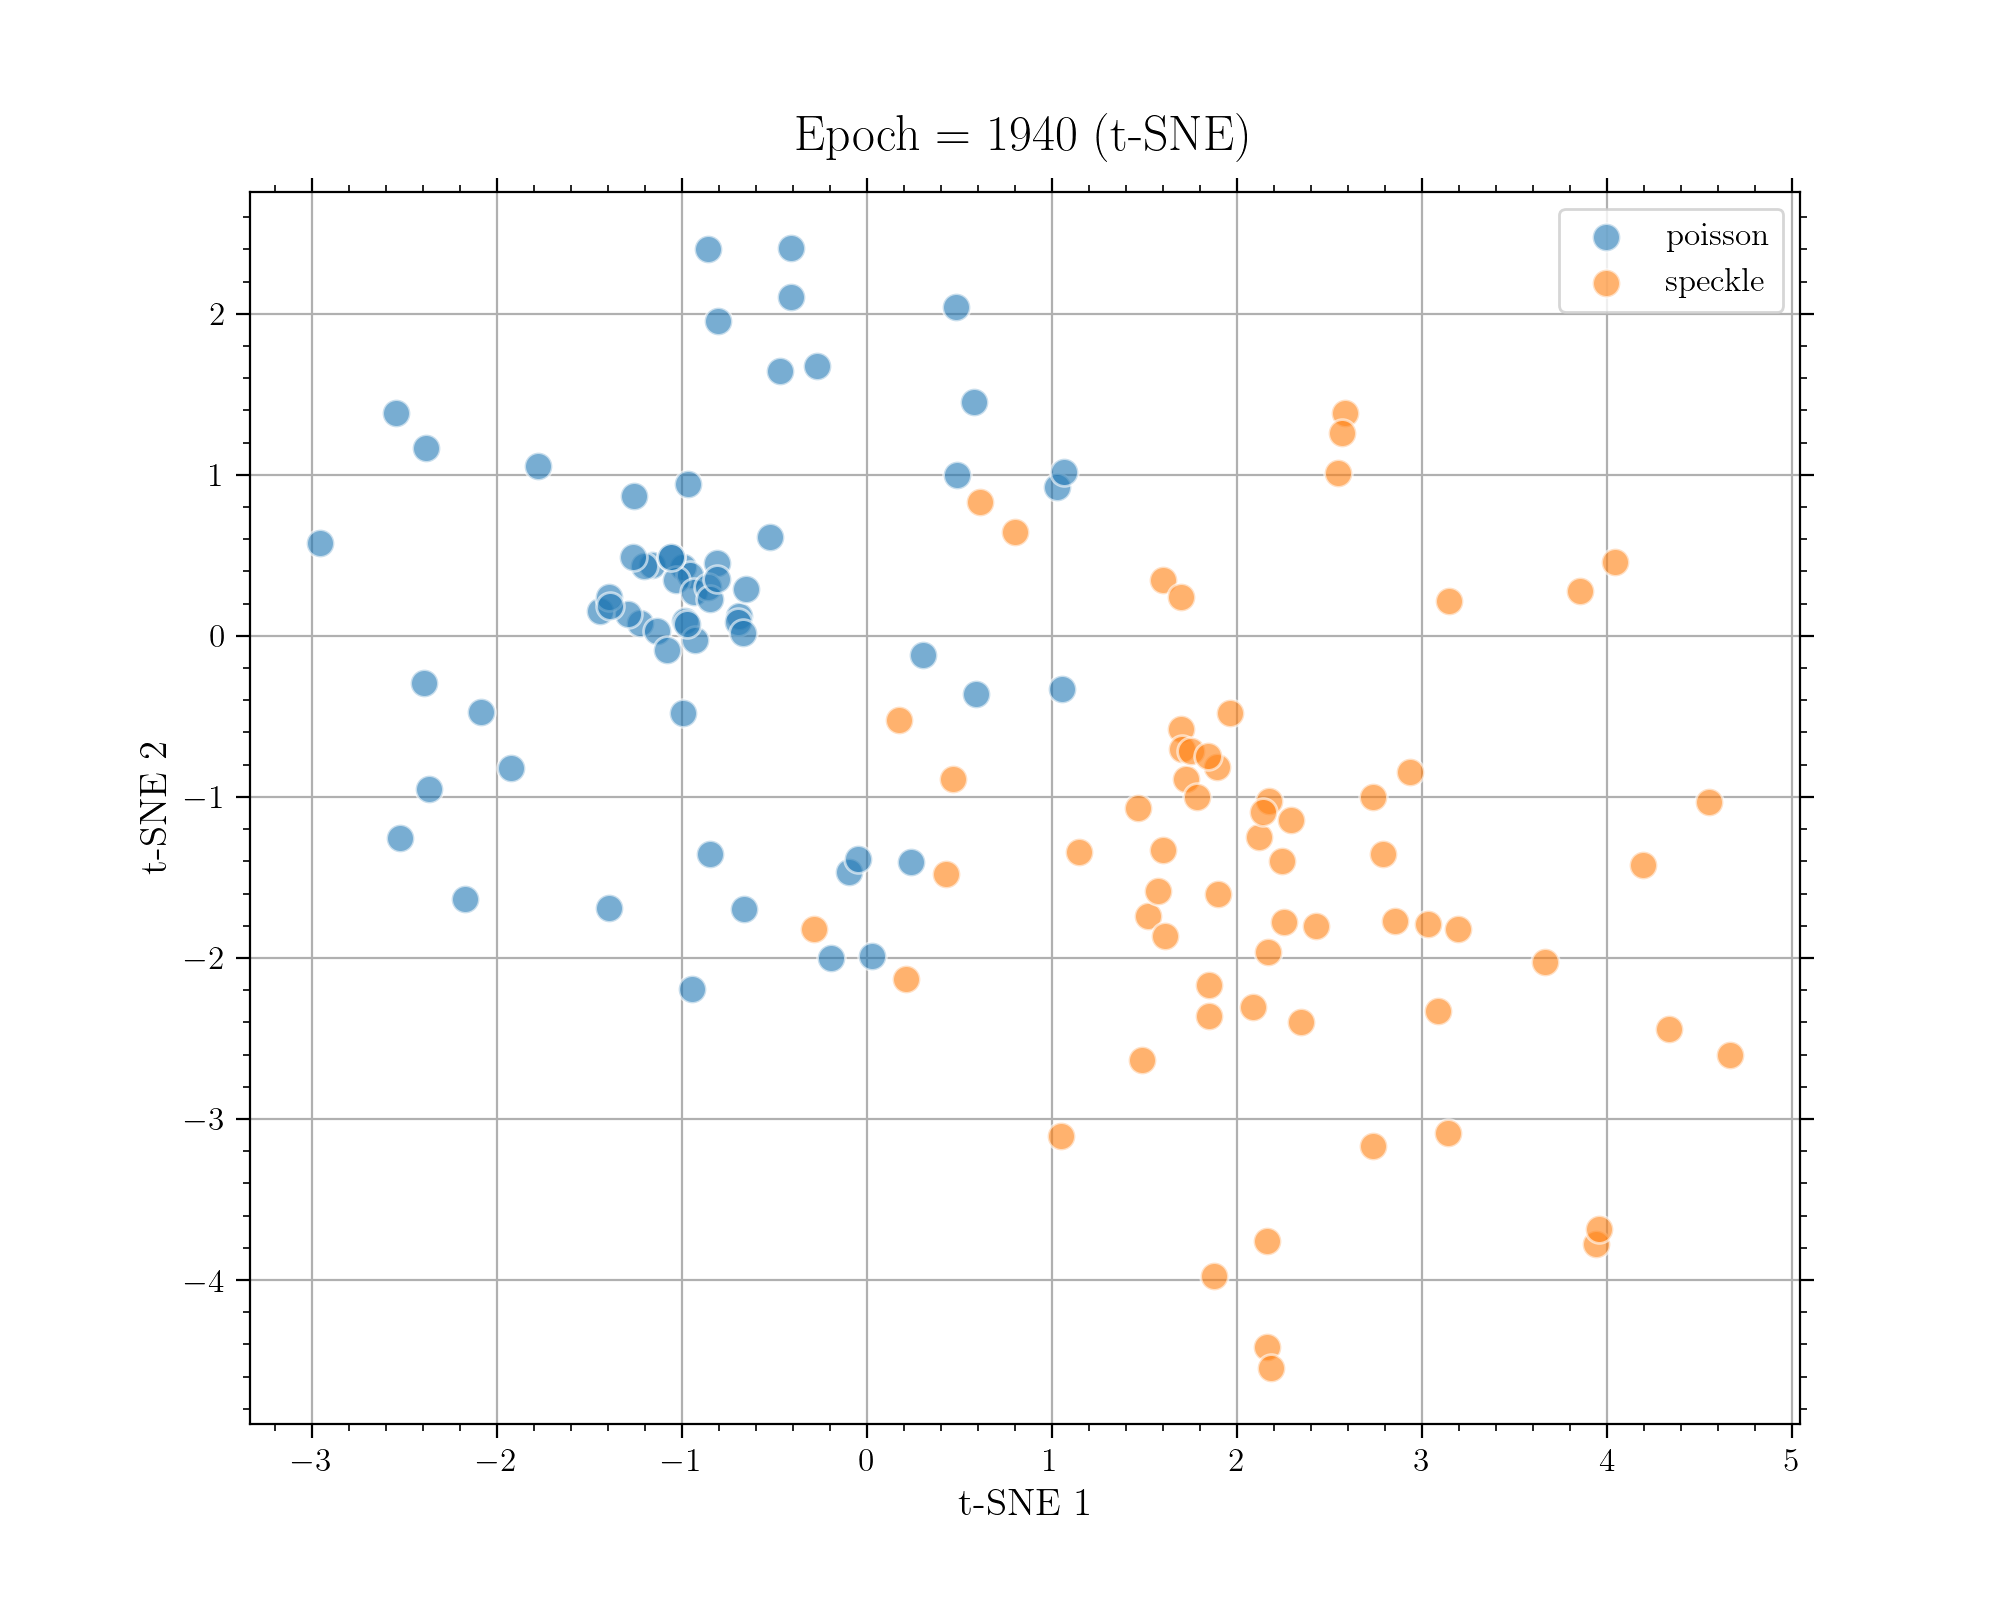 Epoch = 1940 (t-SNE)
poisson
speckle
2
1
0
−1
−2
−3
−4
t-SNE 2
−3 −2 −1 0 1 2 3 4 5
t-SNE 1